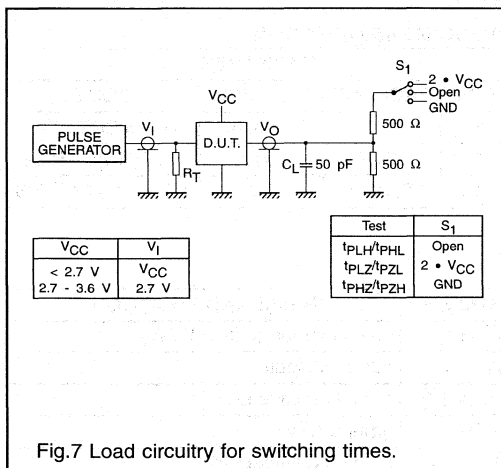 S1
2 • VCC
Open
GND
VCC
PULSE
GENERATOR
VI
D.U.T.
VO
RT
CL
50 pF
500 Ω
500 Ω
VCC VI
< 2.7 V VCC
2.7 - 3.6 V 2.7 V
Test S1
tPLH/tPHL Open
tPLZ/tPZL 2 • VCC
tPHZ/tPZH GND
Fig.7 Load circuitry for switching times.